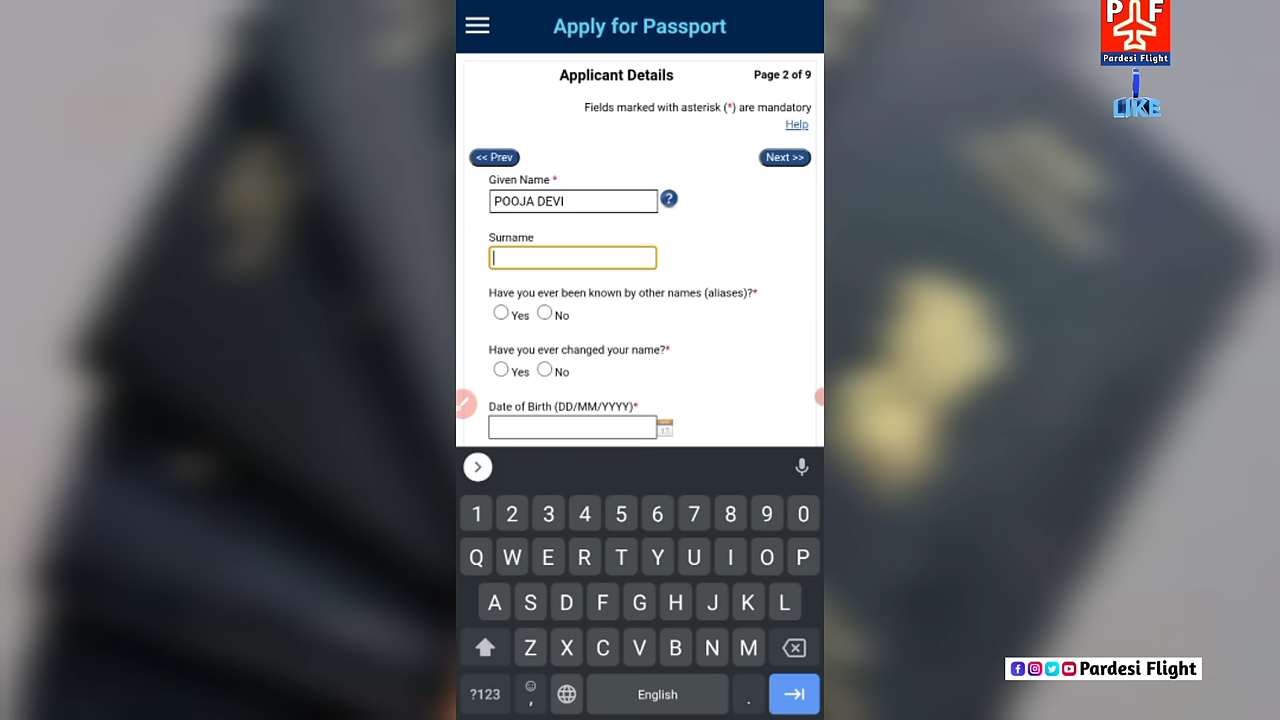 P F
Pardesi Flight
LIKE
Apply for Passport
Applicant Details
Page 2 of 9
Fields marked with asterisk (*) are mandatory
Help
<< Prev
Next >>
Given Name *
POOJA DEVI
?
Surname
Have you ever been known by other names (aliases)?*
Yes No
Have you ever changed your name?*
Yes No
Date of Birth (DD/MM/YYYY)*
17
1 2 3 4 5 6 7 8 9 0
Q W E R T Y U I O P
A S D F G H J K L
Z X C V B N M
?123 , English .
Pardesi Flight